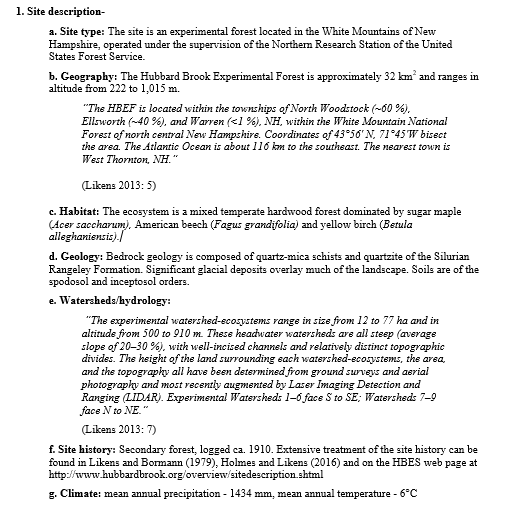 1. Site description-
a. Site type: The site is an experimental forest located in the White Mountains of New
Hampshire, operated under the supervision of the Northern Research Station of the United
States Forest Service.
b. Geography: The Hubbard Brook Experimental Forest is approximately 32 km² and ranges in
altitude from 222 to 1,015 m.
"The HBEF is located within the townships of North Woodstock (~60 %),
Ellsworth (~40 %), and Warren (<1 %), NH, within the White Mountain National
Forest of north central New Hampshire. Coordinates of 43°56' N, 71°45'W bisect
the area. The Atlantic Ocean is about 116 km to the southeast. The nearest town is
West Thornton, NH."
(Likens 2013: 5)
c. Habitat: The ecosystem is a mixed temperate hardwood forest dominated by sugar maple
(Acer saccharum), American beech (Fagus grandifolia) and yellow birch (Betula
alleghaniensis).
d. Geology: Bedrock geology is composed of quartz-mica schists and quartzite of the Silurian
Rangeley Formation. Significant glacial deposits overlay much of the landscape. Soils are of the
spodosol and inceptosol orders.
e. Watersheds/hydrology:
"The experimental watershed-ecosystems range in size from 12 to 77 ha and in
altitude from 500 to 910 m. These headwater watersheds are all steep (average
slope of 20–30 %), with well-incised channels and relatively distinct topographic
divides. The height of the land surrounding each watershed-ecosystems, the area,
and the topography all have been determined from ground surveys and aerial
photography and most recently augmented by Laser Imaging Detection and
Ranging (LIDAR). Experimental Watersheds 1–6 face S to SE; Watersheds 7–9
face N to NE."
(Likens 2013: 7)
f. Site history: Secondary forest, logged ca. 1910. Extensive treatment of the site history can be
found in Likens and Bormann (1979), Holmes and Likens (2016) and on the HBES web page at
http://www.hubbardbrook.org/overview/sitedescription.shtml
g. Climate: mean annual precipitation - 1434 mm, mean annual temperature - 6°C